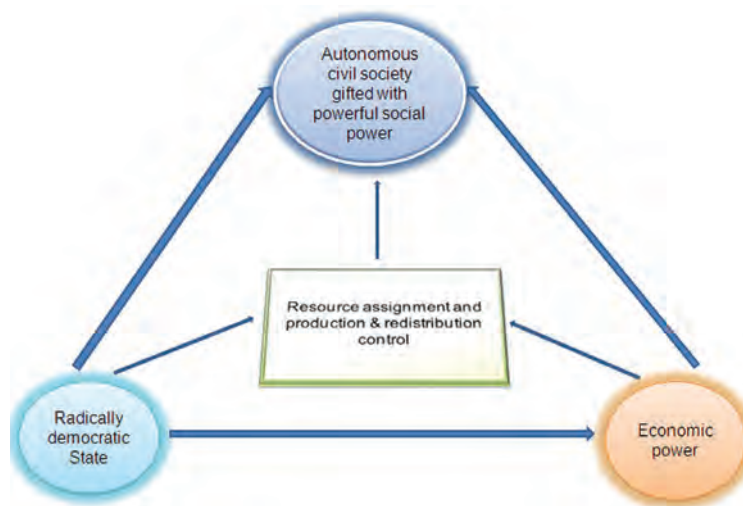 Autonomous
civil society
gifted with
powerful social
power
Resource assignment and
production & redistribution
control
Radically
democratic
State
Economic
power